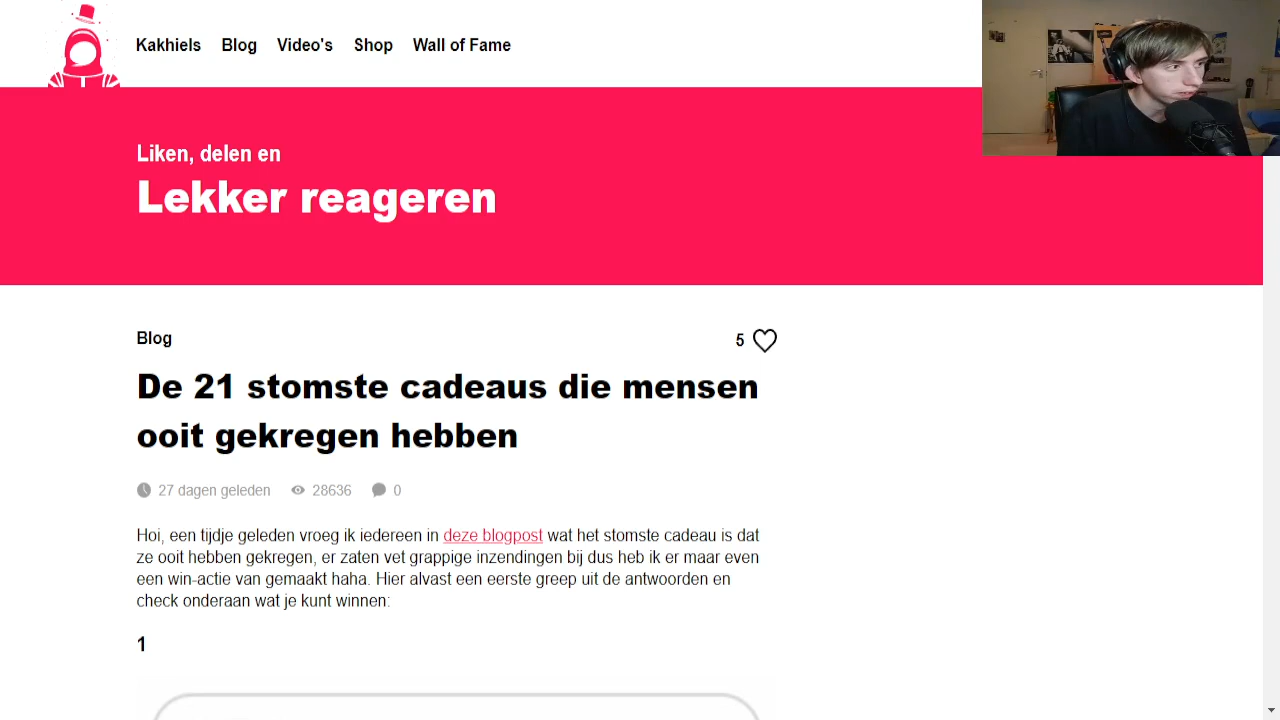 Kakhiels Blog Video's Shop Wall of Fame
Liken, delen en
Lekker reageren
Blog
5
De 21 stomste cadeaus die mensen
ooit gekregen hebben
27 dagen geleden 28636 0
Hoi, een tijdje geleden vroeg ik iedereen in deze blogpost wat het stomste cadeau is dat
ze ooit hebben gekregen, er zaten vet grappige inzendingen bij dus heb ik er maar even
een win-actie van gemaakt haha. Hier alvast een eerste greep uit de antwoorden en
check onderaan wat je kunt winnen:
1